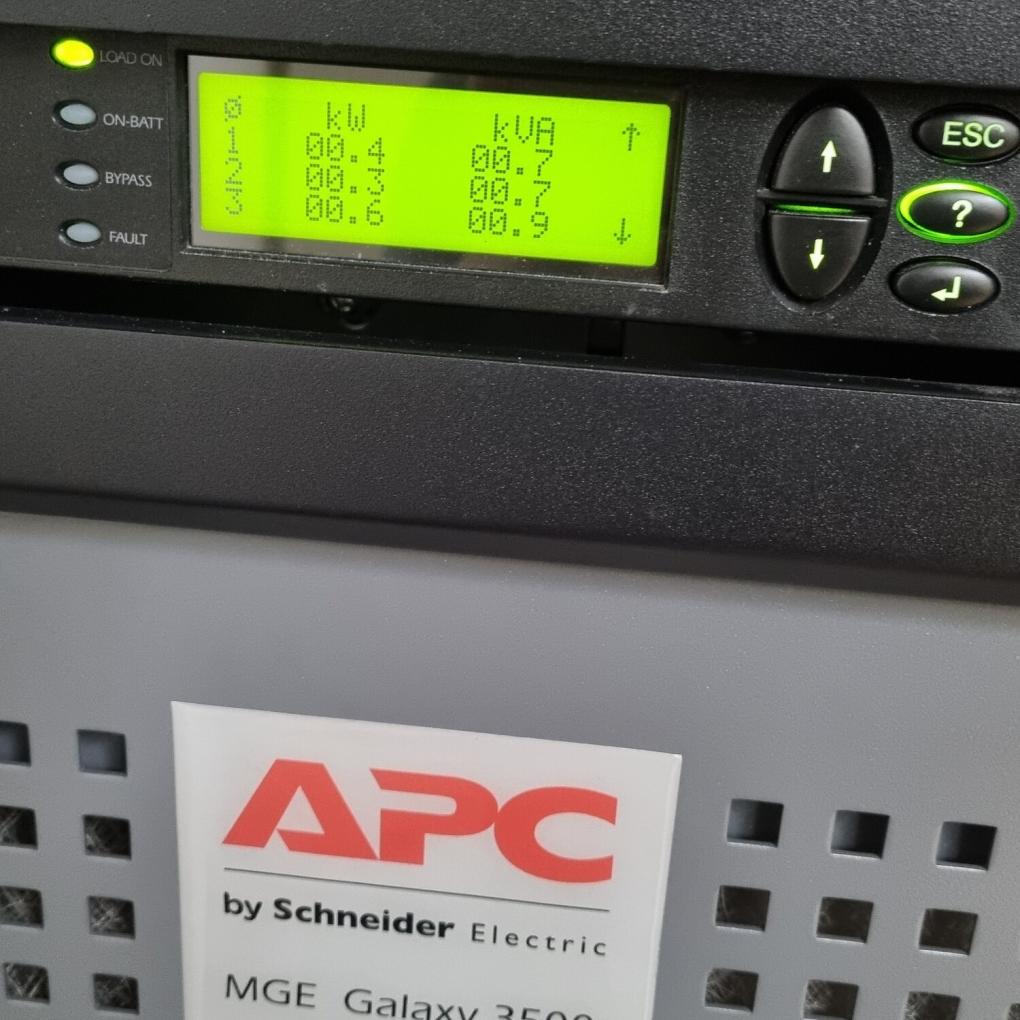 LOAD ON
ON-BATT
BYPASS
FAULT
Ø kW kVA ↑
1 00.4 00.7
2 00.3 00.7
3 00.6 00.9 ↓
↑
ESC
?
↓
↵
APC
by Schneider Electric
MGE Galaxy 3500